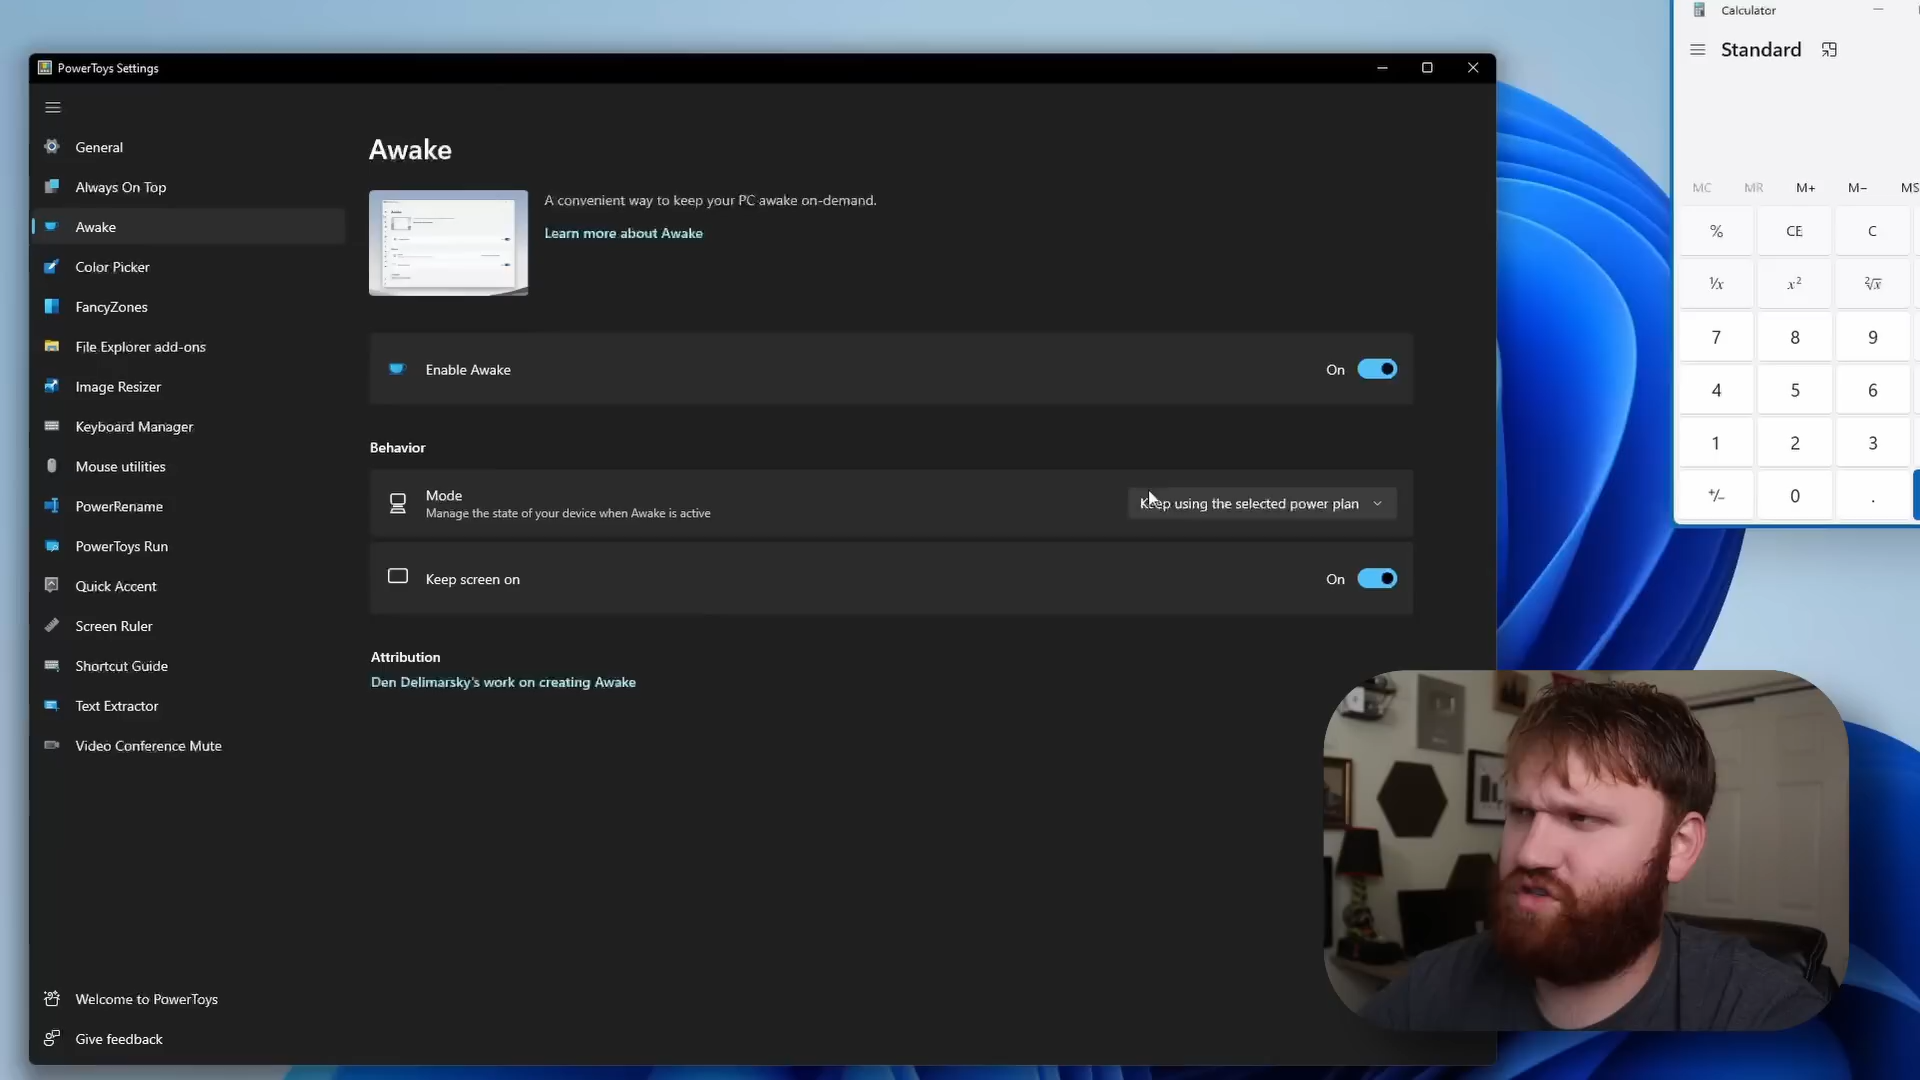 PowerToys Settings
General
Always On Top
Awake
Color Picker
FancyZones
File Explorer add-ons
Image Resizer
Keyboard Manager
Mouse utilities
PowerRename
PowerToys Run
Quick Accent
Screen Ruler
Shortcut Guide
Text Extractor
Video Conference Mute
Welcome to PowerToys
Give feedback
Awake
A convenient way to keep your PC awake on-demand.
Learn more about Awake
Enable Awake
On
Behavior
Mode
Manage the state of your device when Awake is active
Keep using the selected power plan
Keep screen on
On
Attribution
Den Delimarsky's work on creating Awake
Calculator
Standard
MC MR M+ M− MS
% CE C
¹/x x² ²√x
7 8 9
4 5 6
1 2 3
+/− 0 .